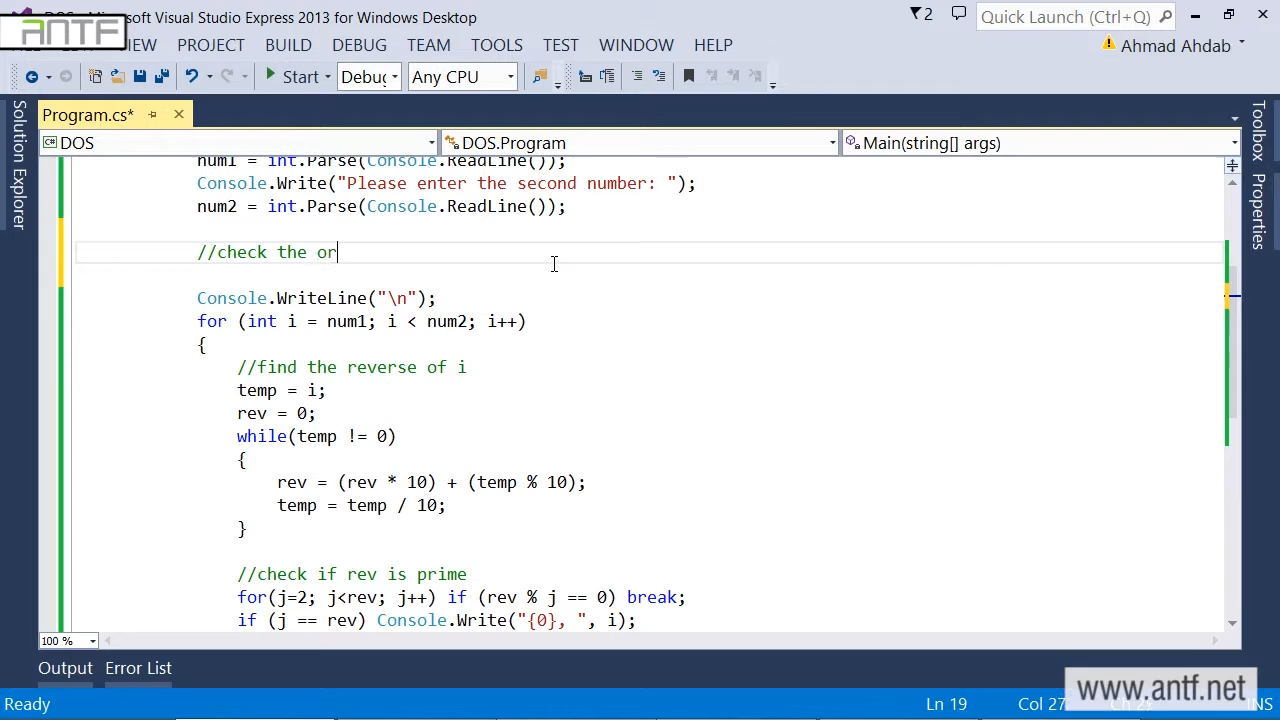 ANTF
Microsoft Visual Studio Express 2013 for Windows Desktop
2
Quick Launch (Ctrl+Q)
VIEW PROJECT BUILD DEBUG TEAM TOOLS TEST WINDOW HELP
Ahmad Ahdab
Start
Debug
Any CPU
Solution Explorer
Toolbox
Properties
Program.cs*
DOS
DOS.Program
Main(string[] args)
num1 = int.Parse(Console.ReadLine());
Console.Write("Please enter the second number: ");
num2 = int.Parse(Console.ReadLine());
//check the or
Console.WriteLine("\n");
for (int i = num1; i < num2; i++)
{
//find the reverse of i
temp = i;
rev = 0;
while(temp != 0)
{
rev = (rev * 10) + (temp % 10);
temp = temp / 10;
}
//check if rev is prime
for(j=2; j<rev; j++) if (rev % j == 0) break;
if (j == rev) Console.Write("{0}, ", i);
100 %
Output Error List
www.antf.net
Ready
Ln 19
Col 27
INS